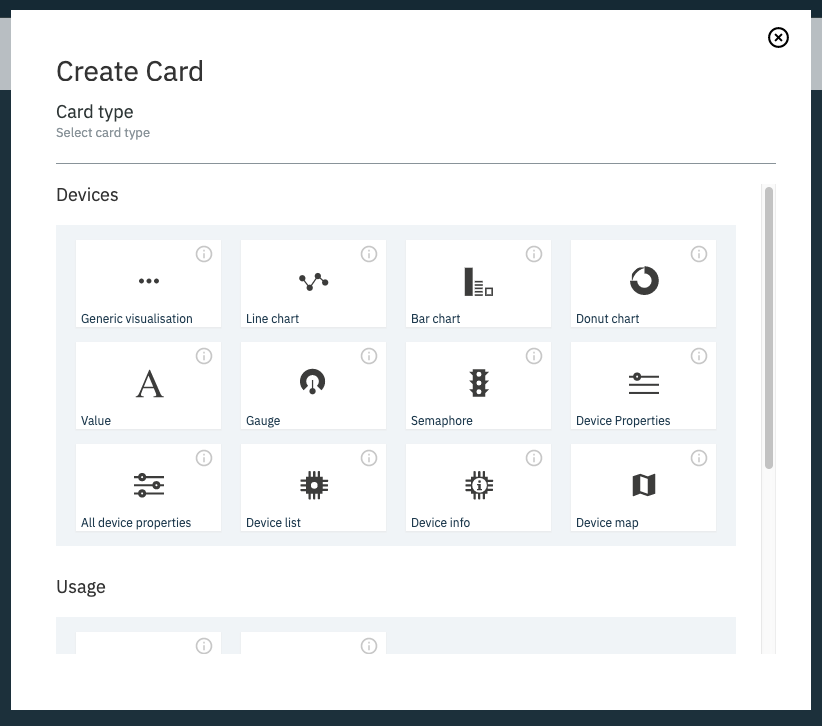 Create Card
Card type
Select card type
Devices
Generic visualisation
Line chart
Bar chart
Donut chart
Value
Gauge
Semaphore
Device Properties
All device properties
Device list
Device info
Device map
Usage